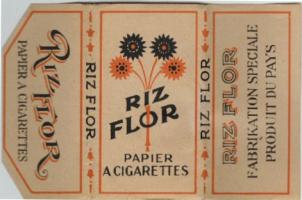 RIZ FLOR
PAPIER A CIGARETTES
RIZ FLOR
RIZ
FLOR
PAPIER
A CIGARETTES
RIZ FLOR
RIZ FLOR
FABRIKATION SPECIALE
PRODUIT DU PAYS